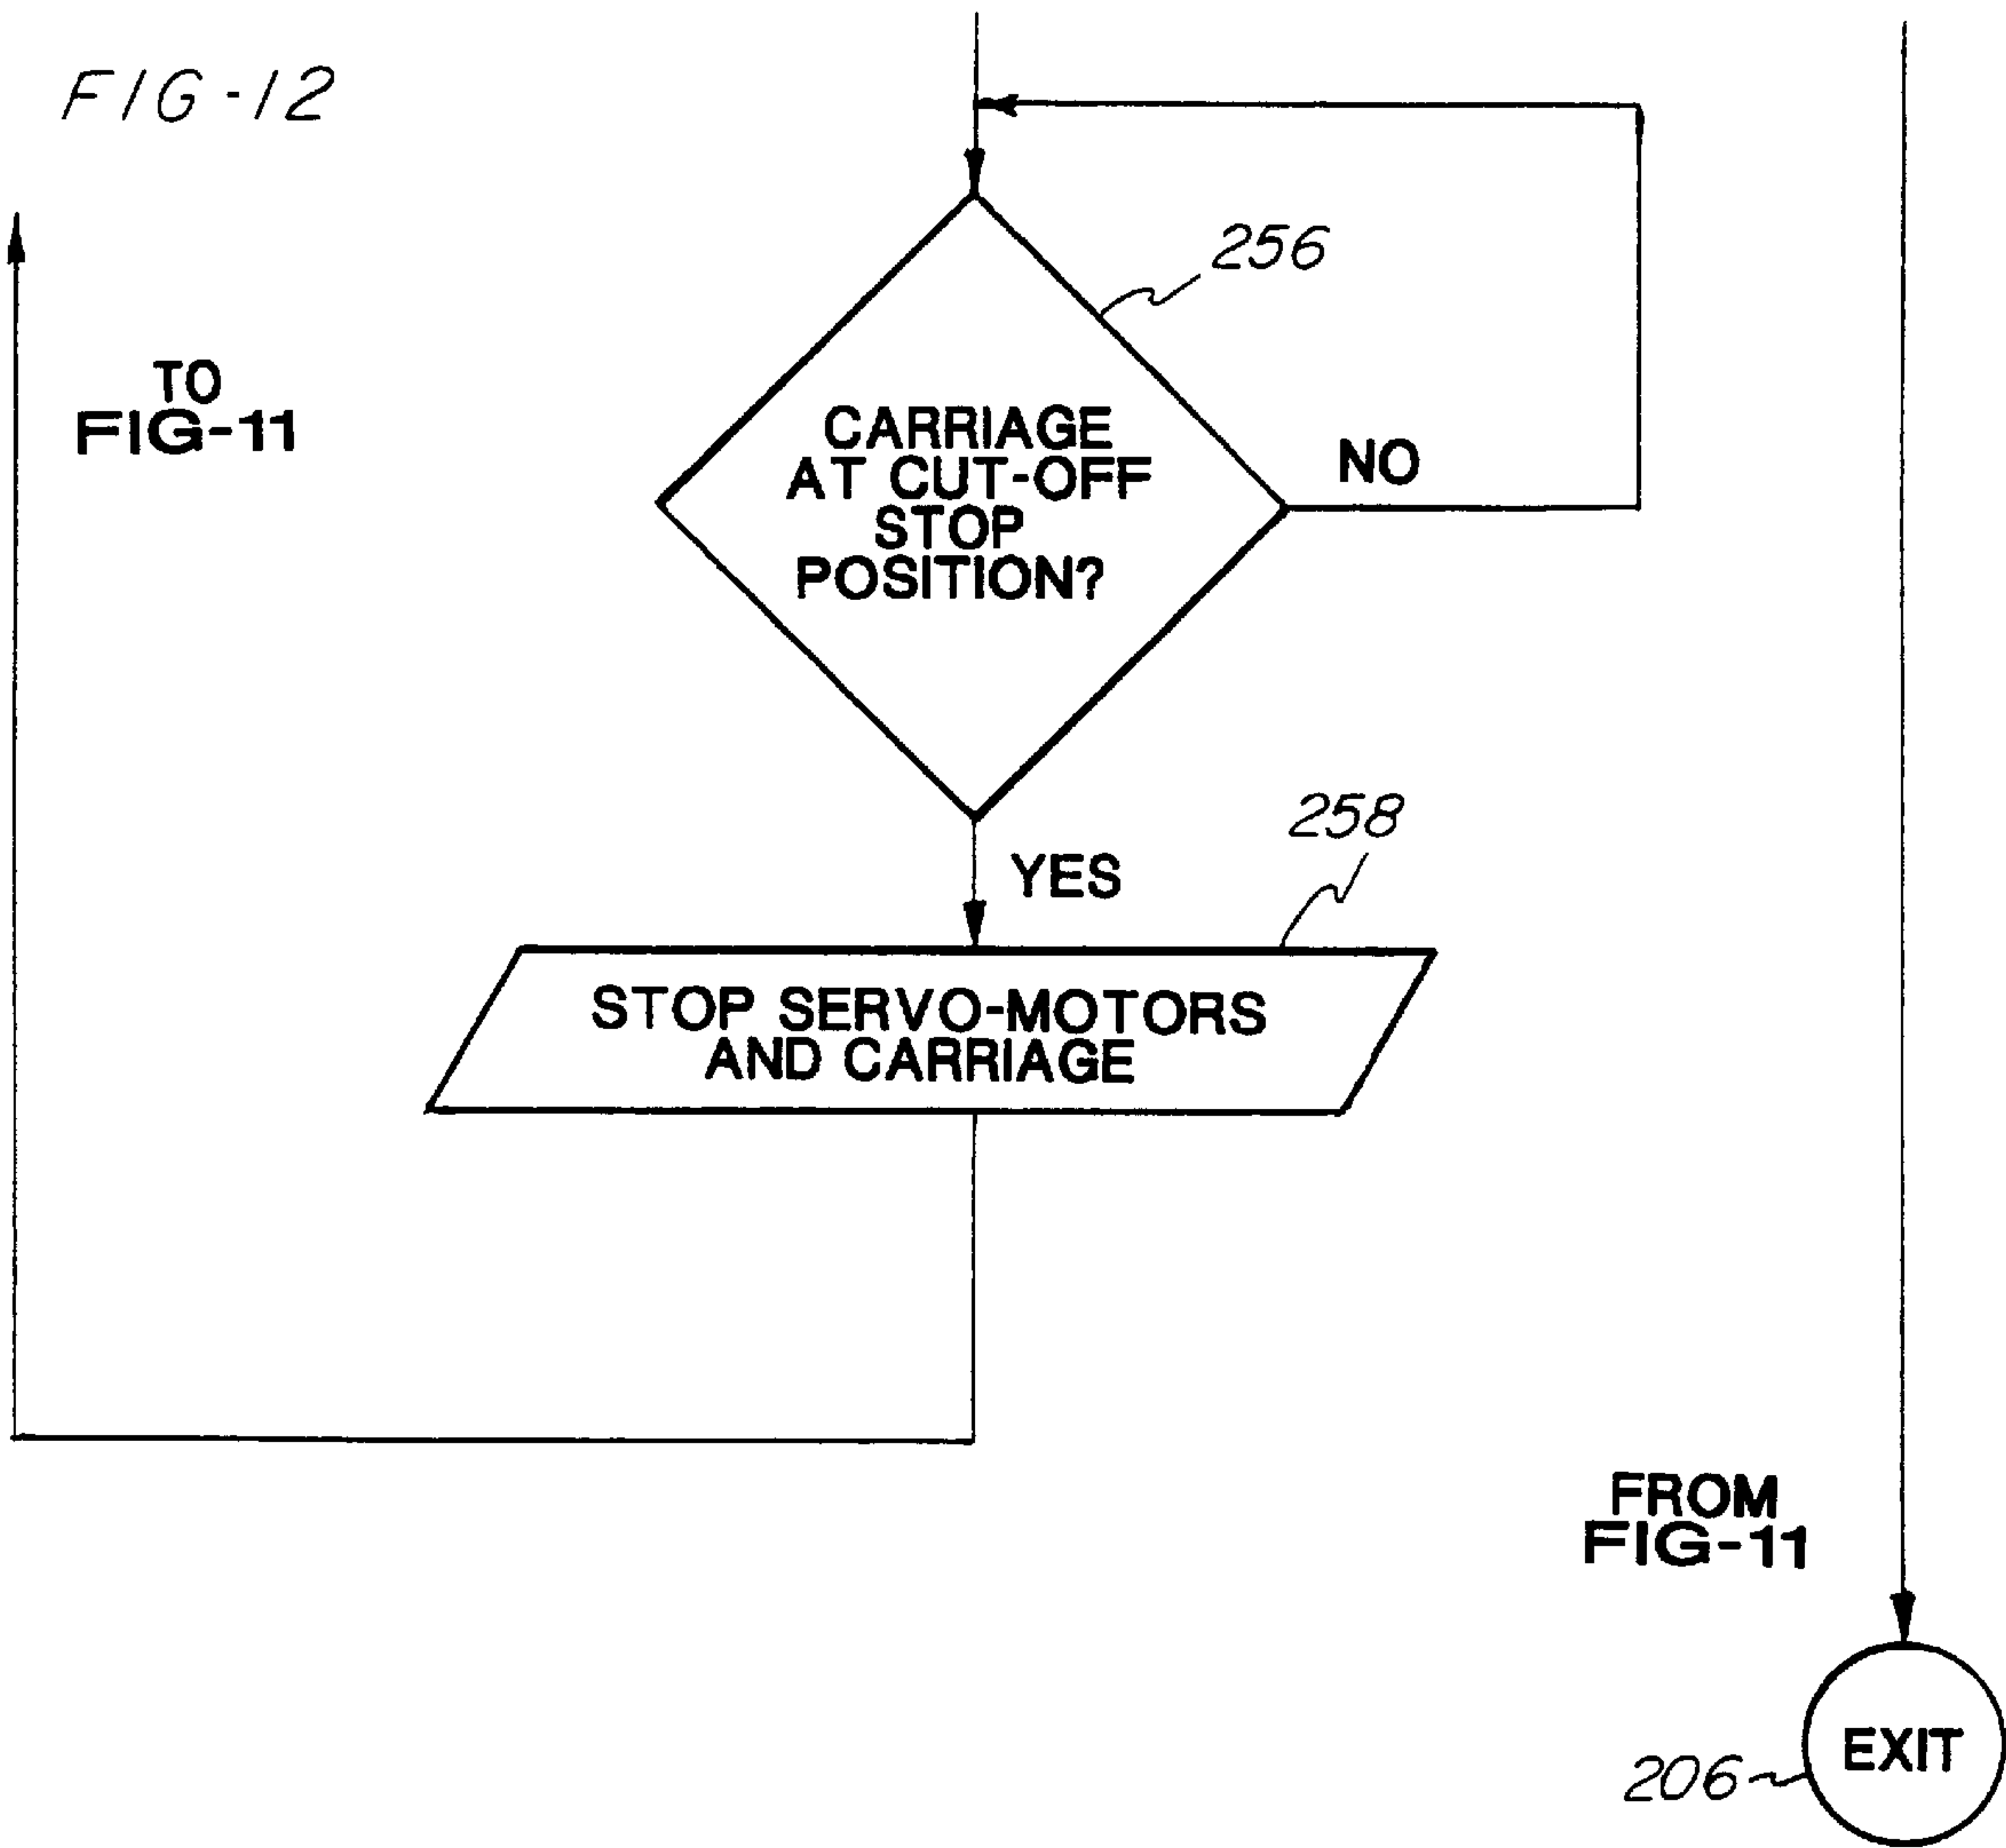 FIG-12
256
TO
FIG-11
CARRIAGE
AT CUT-OFF
STOP
POSITION?
NO
258
YES
STOP SERVO-MOTORS
AND CARRIAGE
FROM
FIG-11
EXIT
206